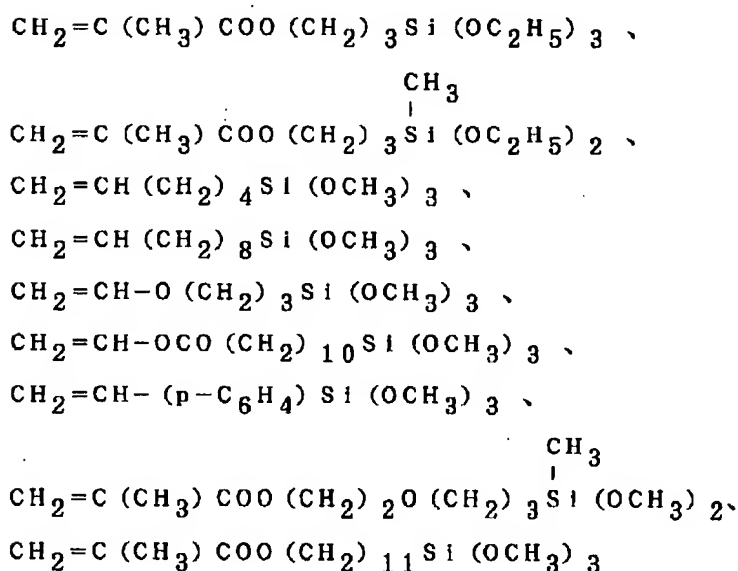 CH2=C (CH3) COO (CH2) 3Si (OC2H5) 3 、
CH3
CH2=C (CH3) COO (CH2) 3Si (OC2H5) 2 、
CH2=CH (CH2) 4Si (OCH3) 3 、
CH2=CH (CH2) 8Si (OCH3) 3 、
CH2=CH-O (CH2) 3Si (OCH3) 3 、
CH2=CH-OCO (CH2) 10Si (OCH3) 3 、
CH2=CH- (p-C6H4) Si (OCH3) 3 、
CH3
CH2=C (CH3) COO (CH2) 2O (CH2) 3Si (OCH3) 2、
CH2=C (CH3) COO (CH2) 11Si (OCH3) 3